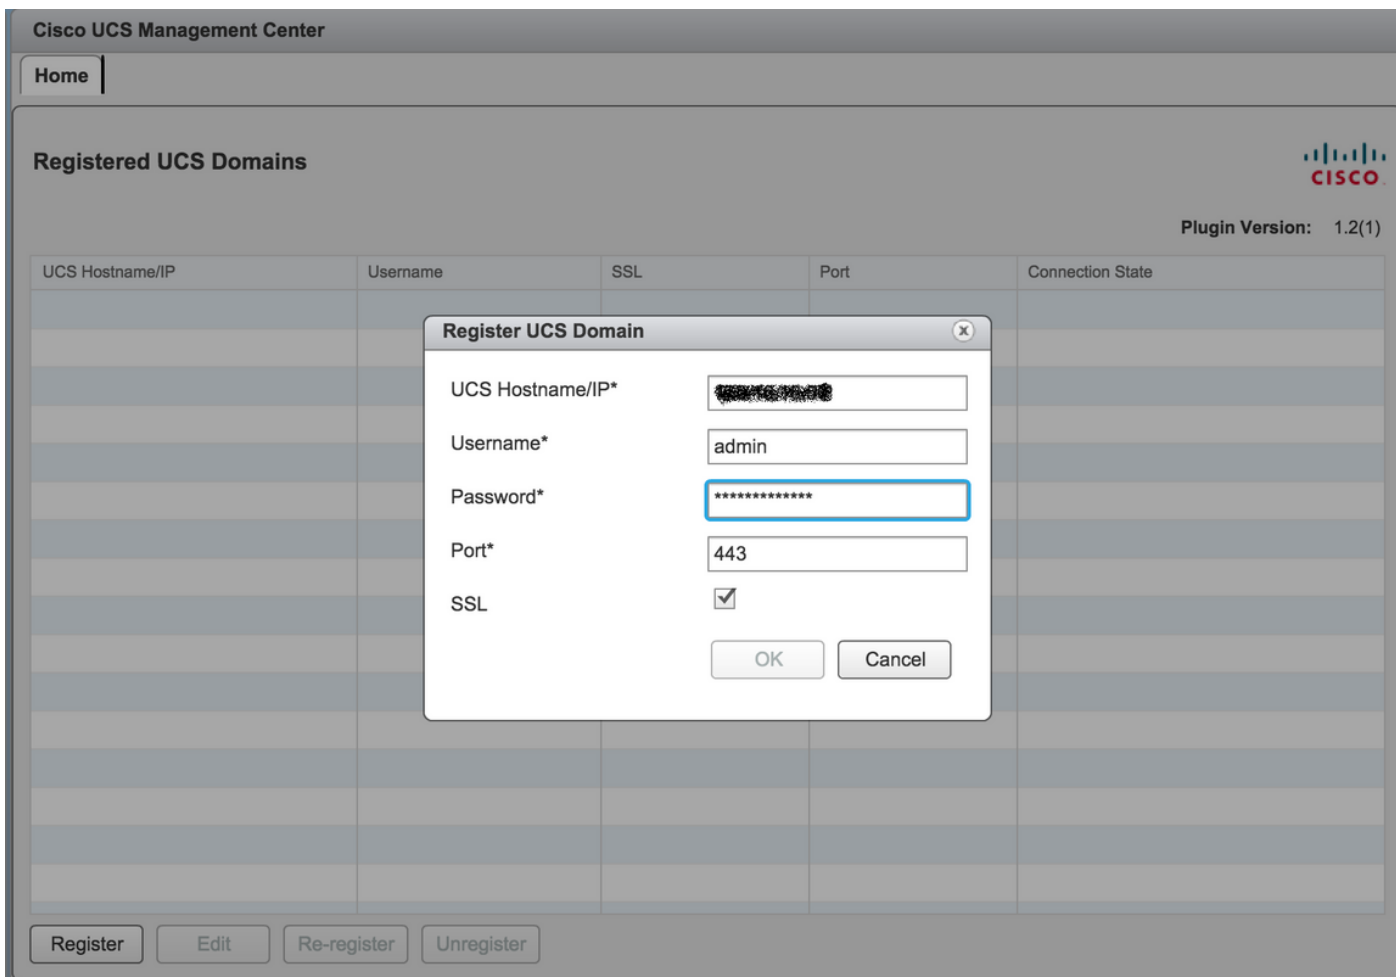 Cisco UCS Management Center
Home
Registered UCS Domains
CISCO
Plugin Version: 1.2(1)
UCS Hostname/IP Username SSL Port Connection State
Register UCS Domain
UCS Hostname/IP*
Username* admin
Password* *************
Port* 443
SSL
OK Cancel
Register Edit Re-register Unregister